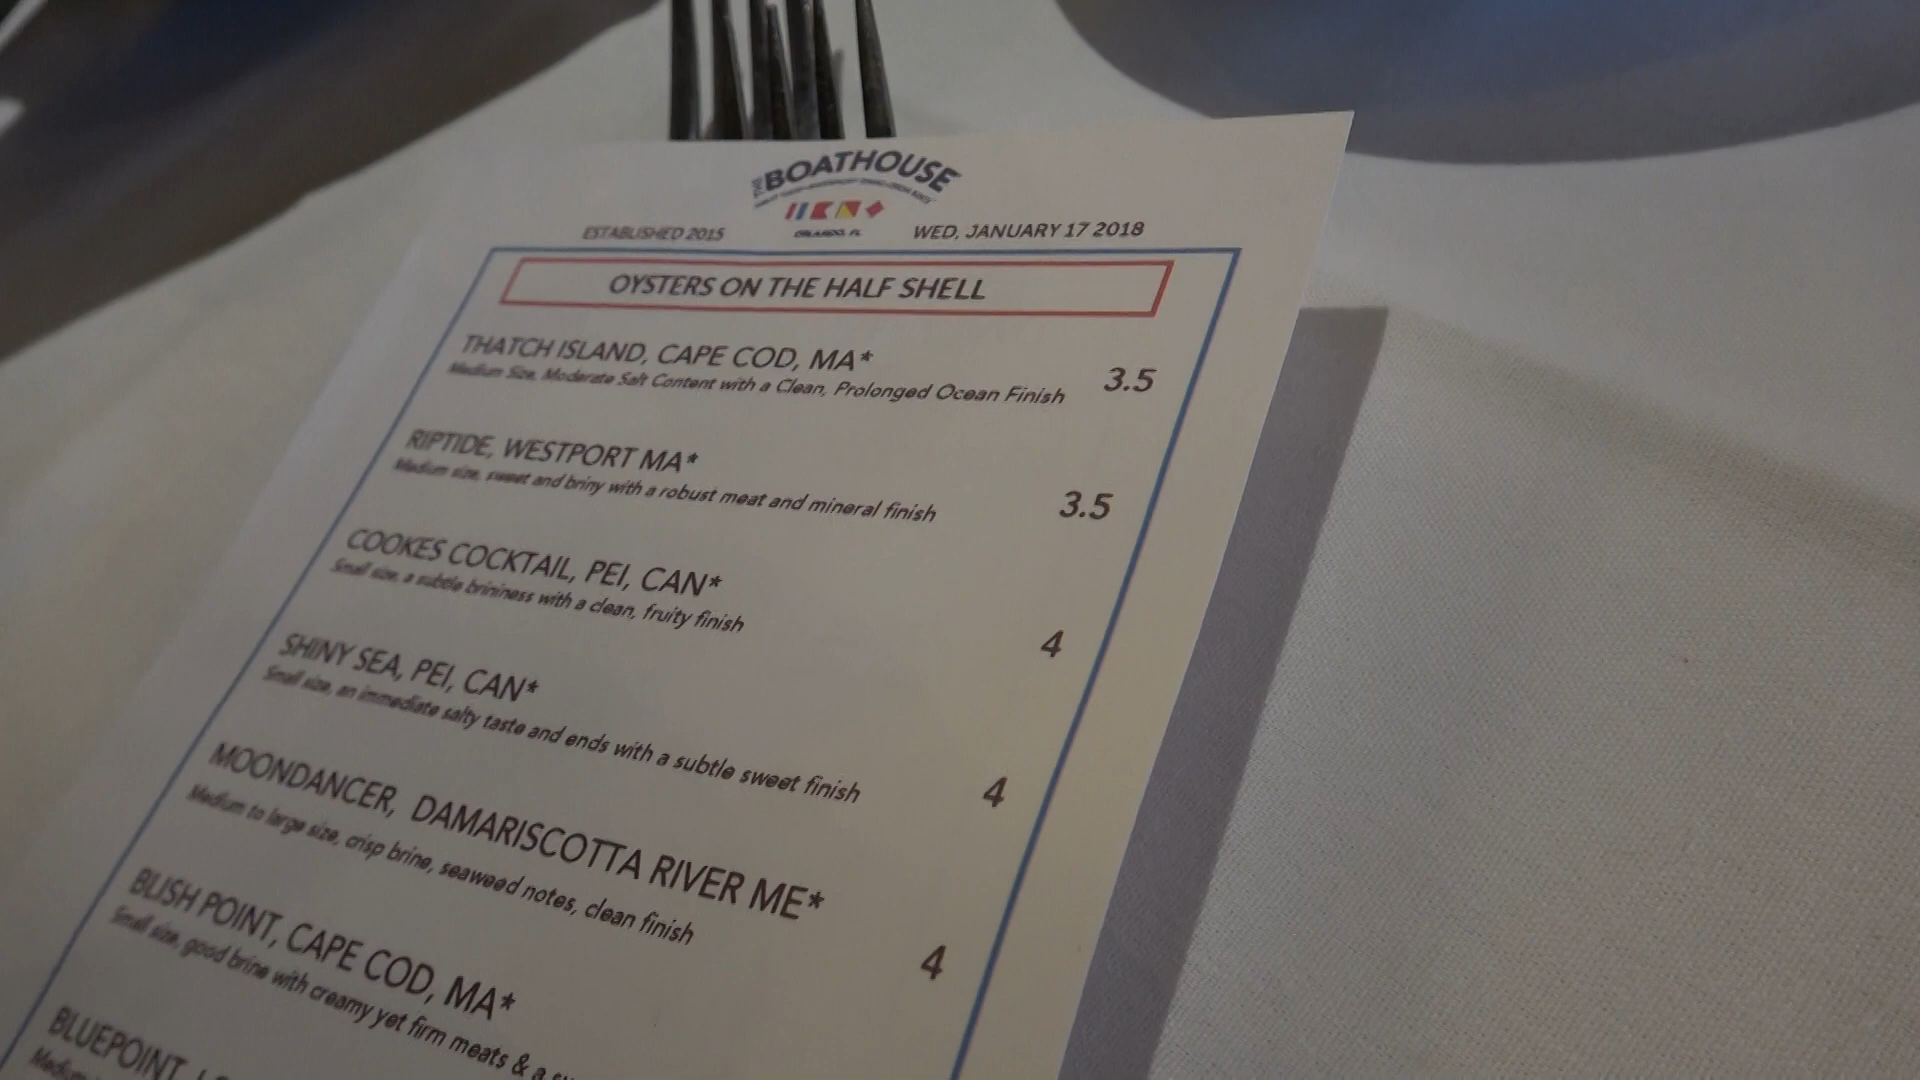 THE BOATHOUSE
ORLANDO, FL
ESTABLISHED 2015
WED, JANUARY 17 2018
OYSTERS ON THE HALF SHELL
THATCH ISLAND, CAPE COD, MA*
Medium Size, Moderate Salt Content with a Clean, Prolonged Ocean Finish 3.5
RIPTIDE, WESTPORT MA*
Medium size, sweet and briny with a robust meat and mineral finish 3.5
COOKES COCKTAIL, PEI, CAN*
Small size, a subtle brininess with a clean, fruity finish 4
SHINY SEA, PEI, CAN*
Small size, an immediate salty taste and ends with a subtle sweet finish 4
MOONDANCER, DAMARISCOTTA RIVER ME*
Medium to large size, crisp brine, seaweed notes, clean finish 4
BLISH POINT, CAPE COD, MA*
Small size, good brine with creamy yet firm meats & a
BLUEPOINT,
Medium